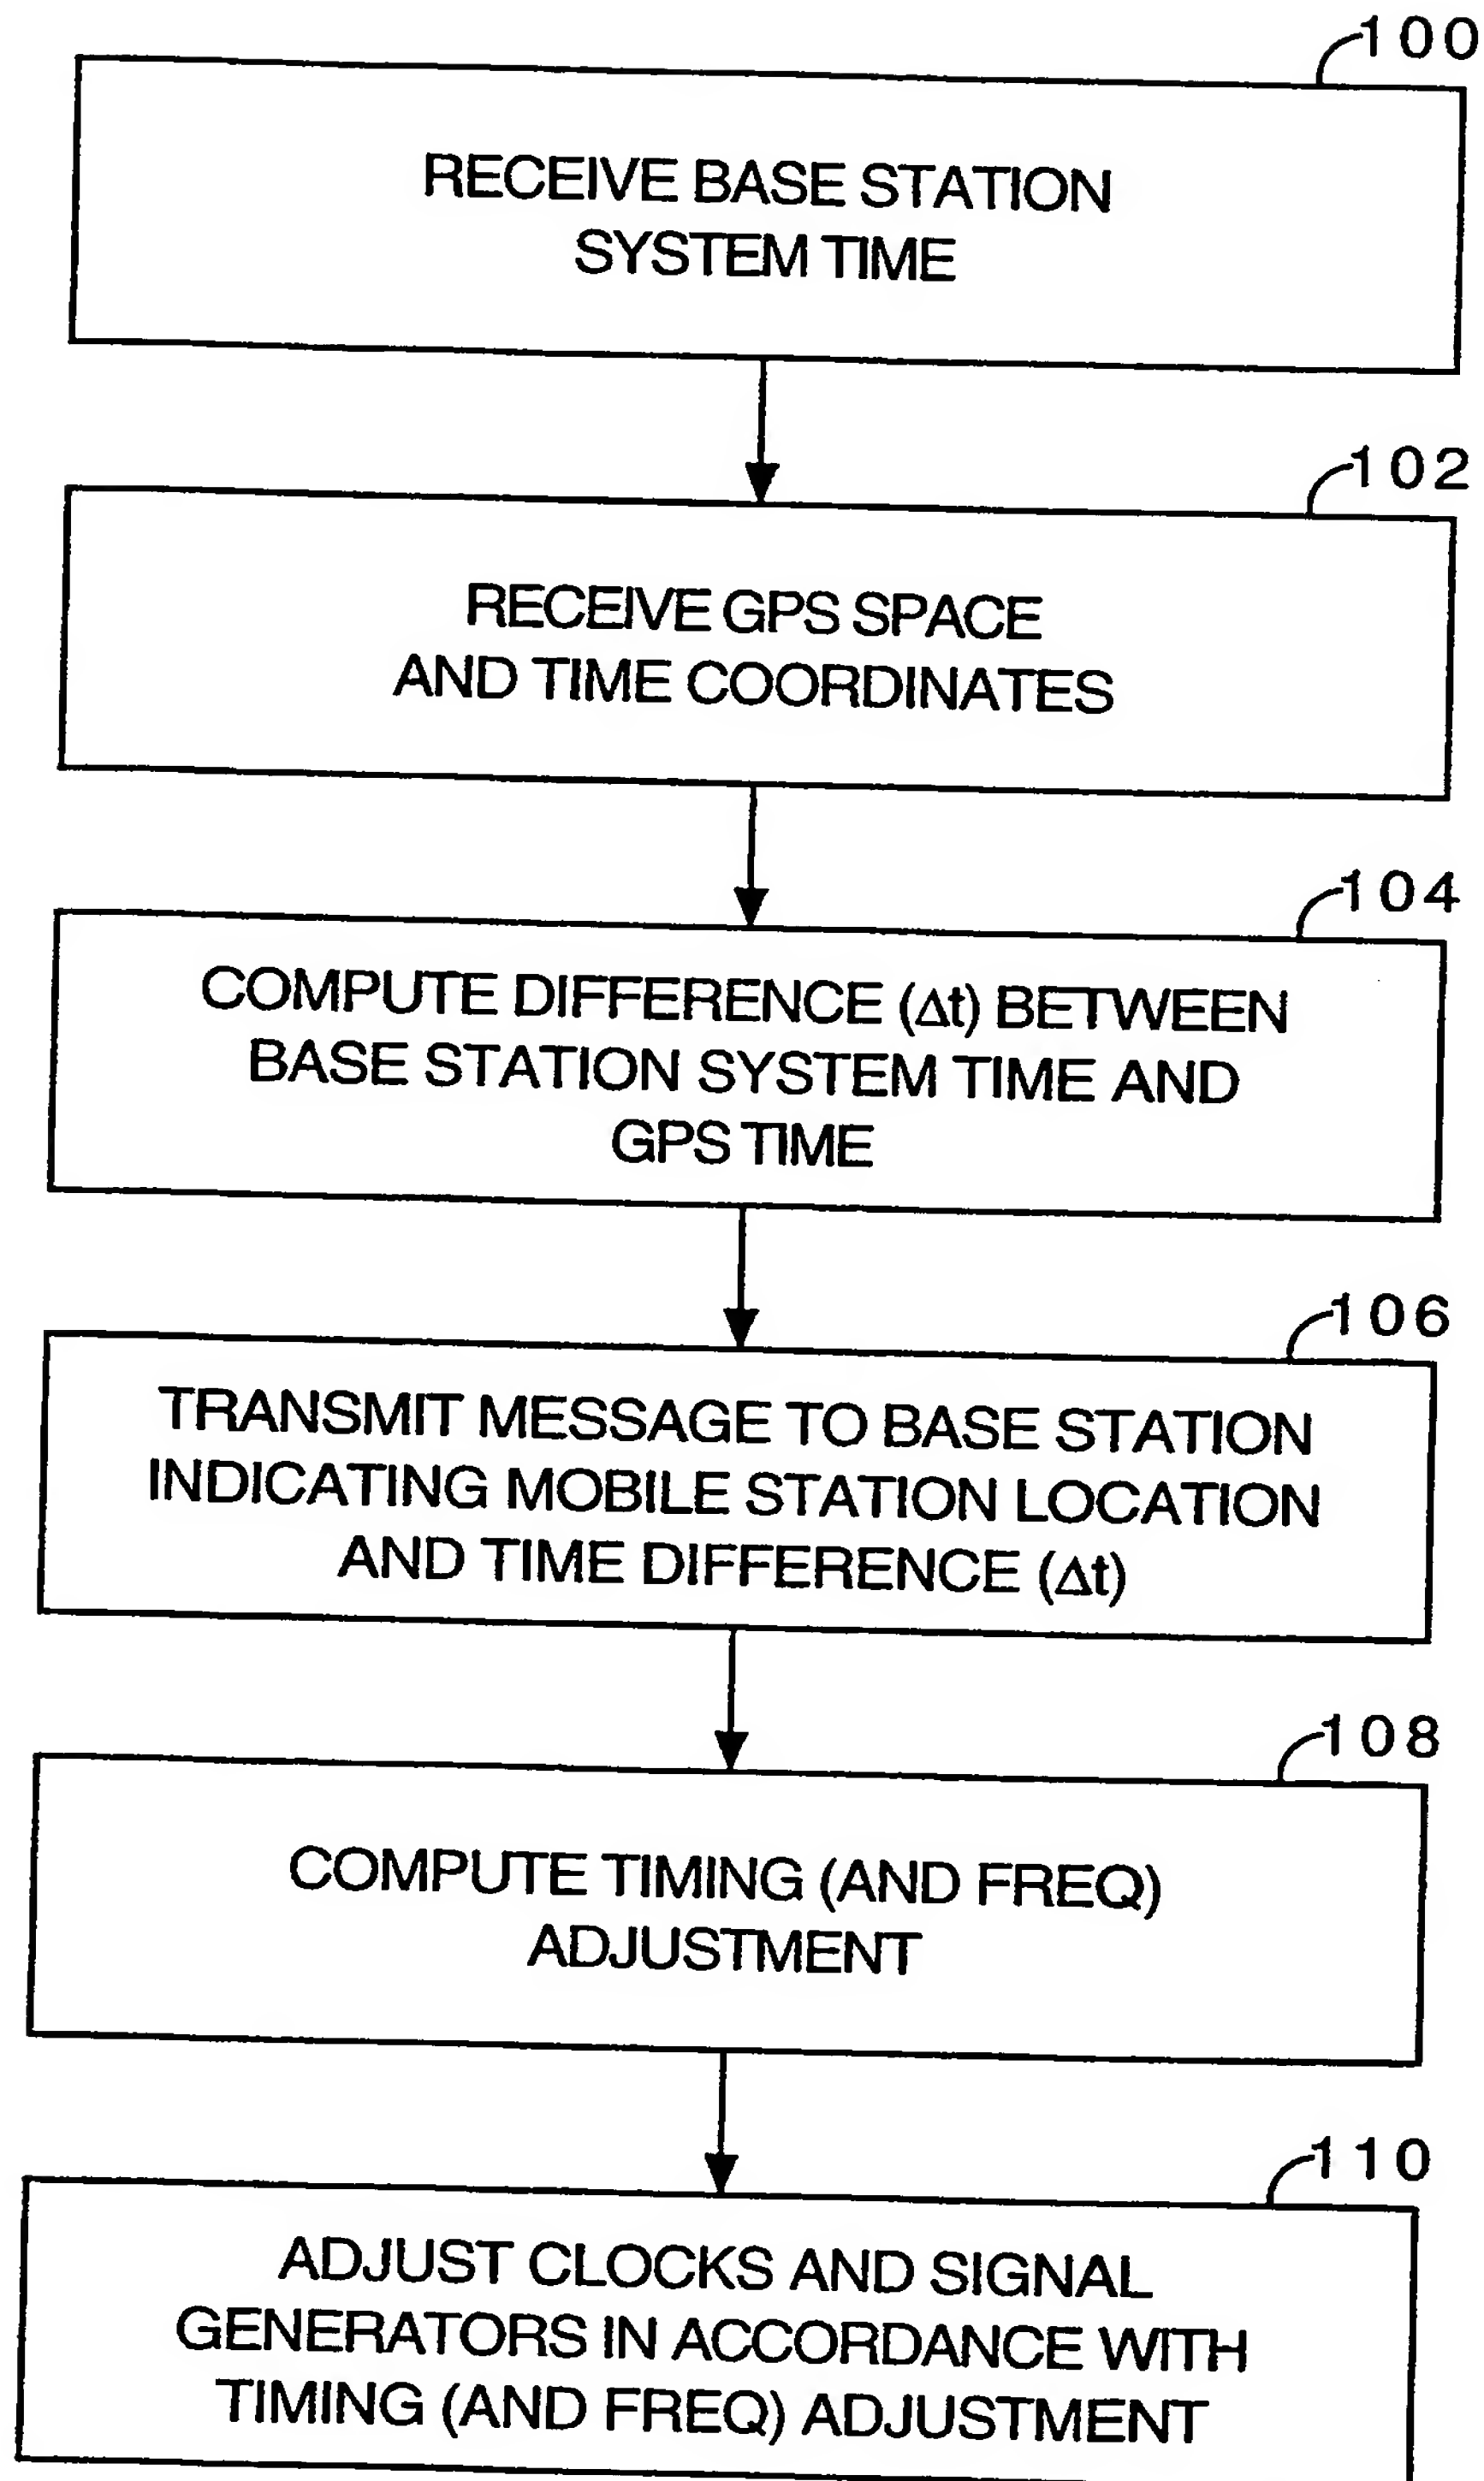 100
RECEIVE BASE STATION
SYSTEM TIME
102
RECEIVE GPS SPACE
AND TIME COORDINATES
104
COMPUTE DIFFERENCE (Δt) BETWEEN
BASE STATION SYSTEM TIME AND
GPS TIME
106
TRANSMIT MESSAGE TO BASE STATION
INDICATING MOBILE STATION LOCATION
AND TIME DIFFERENCE (Δt)
108
COMPUTE TIMING (AND FREQ)
ADJUSTMENT
110
ADJUST CLOCKS AND SIGNAL
GENERATORS IN ACCORDANCE WITH
TIMING (AND FREQ) ADJUSTMENT